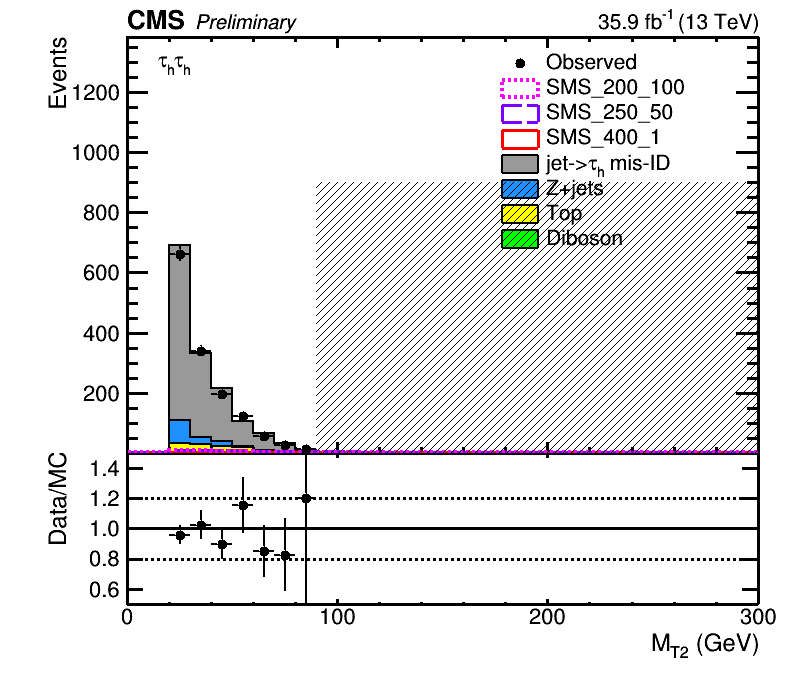 CMS Preliminary 35.9 fb⁻¹ (13 TeV)
τhτh
Events
1200
1000
800
600
400
200
Observed
SMS_200_100
SMS_250_50
SMS_400_1
jet->τh mis-ID
Z+jets
Top
Diboson
Data/MC
1.4
1.2
1.0
0.8
0.6
0 100 200 300
MT2 (GeV)